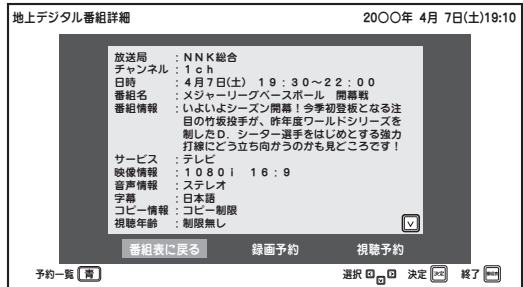 地上デジタル番組詳細 20〇〇年 4月 7日(土)19:10
放送局 : NNK総合
チャンネル : 1ch
日時 : 4月7日(土) 19:30~22:00
番組名 : メジャーリーグベースボール 開幕戦
番組情報 : いよいよシーズン開幕！今季初登板となる注
目の竹坂投手が、昨年度ワールドシリーズを
制したD. シーター選手をはじめとする強力
打線にどう立ち向かうのかも見どころです！
サービス : テレビ
映像情報 : 1080i 16:9
音声情報 : ステレオ
字幕 : 日本語
コピー情報 : コピー制限
視聴年齢 : 制限無し
番組表に戻る 録画予約 視聴予約
予約一覧 青 選択 決定 決定 終了